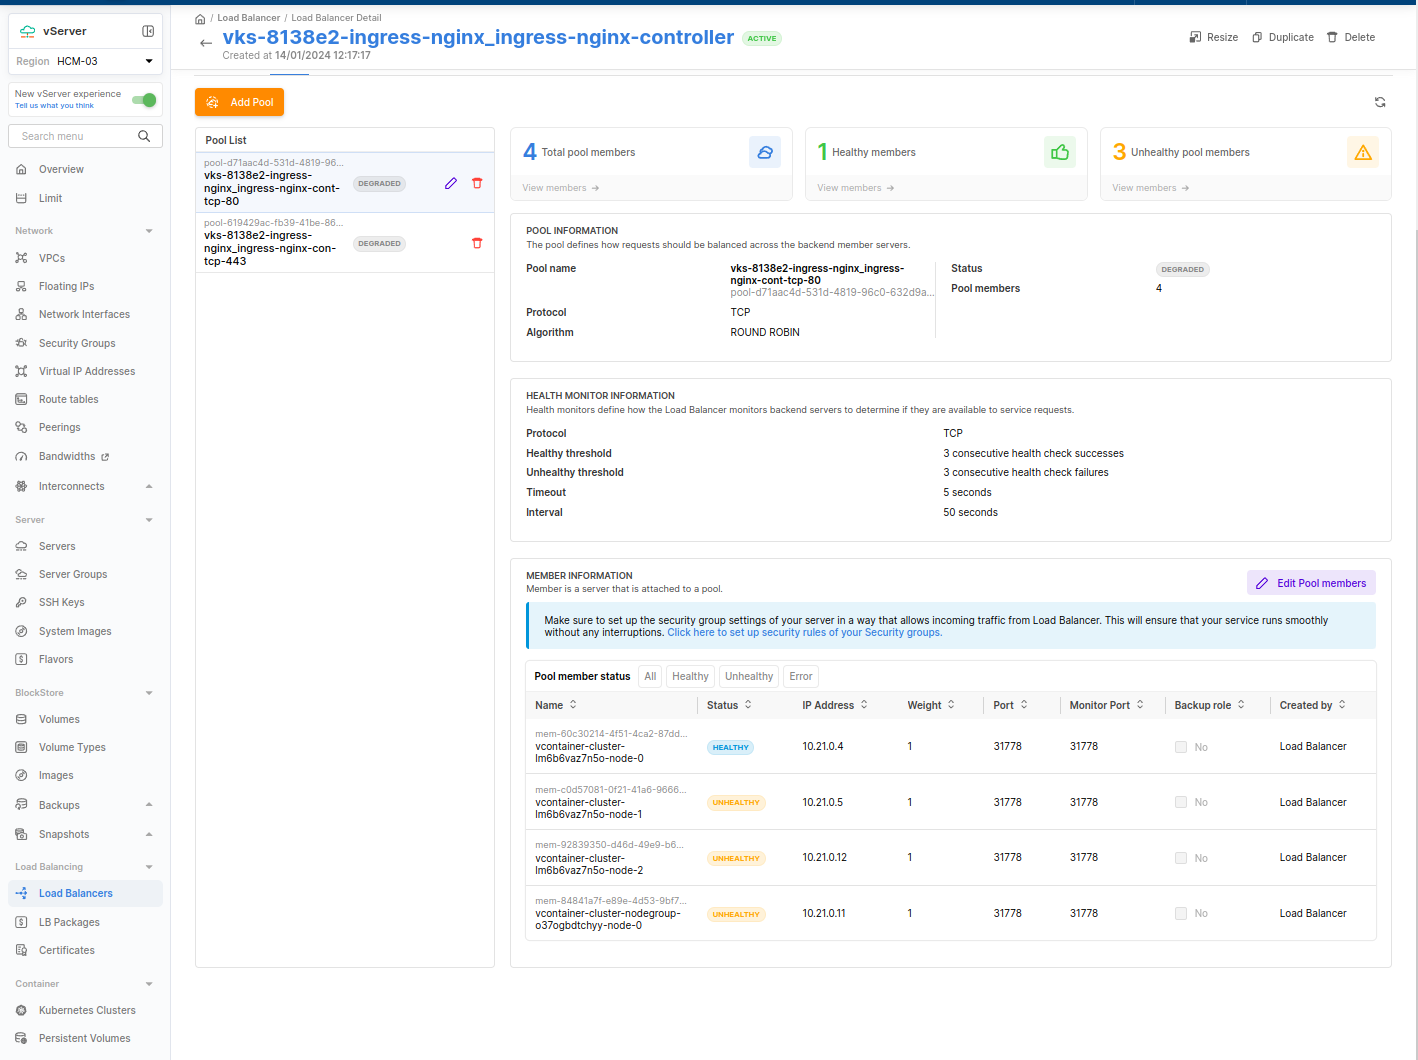 vServer
Region HCM-03
New vServer experience
Tell us what you think
Search menu
Overview
Limit
Network
VPCs
Floating IPs
Network Interfaces
Security Groups
Virtual IP Addresses
Route tables
Peerings
Bandwidths
Interconnects
Server
Servers
Server Groups
SSH Keys
System Images
Flavors
BlockStore
Volumes
Volume Types
Images
Backups
Snapshots
Load Balancing
Load Balancers
LB Packages
Certificates
Container
Kubernetes Clusters
Persistent Volumes
/ Load Balancer / Load Balancer Detail
vks-8138e2-ingress-nginx_ingress-nginx-controller ACTIVE
Created at 14/01/2024 12:17:17
Resize Duplicate Delete
Add Pool
Pool List
pool-d71aac4d-531d-4819-96...
vks-8138e2-ingress-
nginx_ingress-nginx-cont-
tcp-80
DEGRADED
pool-619429ac-fb39-41be-86...
vks-8138e2-ingress-
nginx_ingress-nginx-con-
tcp-443
DEGRADED
4 Total pool members
View members →
1 Healthy members
View members →
3 Unhealthy pool members
View members →
POOL INFORMATION
The pool defines how requests should be balanced across the backend member servers.
Pool name
vks-8138e2-ingress-nginx_ingress-
nginx-cont-tcp-80
pool-d71aac4d-531d-4819-96c0-632d9a...
Protocol TCP
Algorithm ROUND ROBIN
Status DEGRADED
Pool members 4
HEALTH MONITOR INFORMATION
Health monitors define how the Load Balancer monitors backend servers to determine if they are available to service requests.
Protocol TCP
Healthy threshold 3 consecutive health check successes
Unhealthy threshold 3 consecutive health check failures
Timeout 5 seconds
Interval 50 seconds
MEMBER INFORMATION
Member is a server that is attached to a pool.
Edit Pool members
Make sure to set up the security group settings of your server in a way that allows incoming traffic from Load Balancer. This will ensure that your service runs smoothly
without any interruptions. Click here to set up security rules of your Security groups.
Pool member status All Healthy Unhealthy Error
Name Status IP Address Weight Port Monitor Port Backup role Created by
mem-60c30214-4f51-4ca2-87dd...
vcontainer-cluster-
lm6b6vaz7n5o-node-0
HEALTHY 10.21.0.4 1 31778 31778 No Load Balancer
mem-c0d57081-0f21-41a6-9666...
vcontainer-cluster-
lm6b6vaz7n5o-node-1
UNHEALTHY 10.21.0.5 1 31778 31778 No Load Balancer
mem-92839350-d46d-49e9-b6...
vcontainer-cluster-
lm6b6vaz7n5o-node-2
UNHEALTHY 10.21.0.12 1 31778 31778 No Load Balancer
mem-84841a7f-e89e-4d53-9bf7...
vcontainer-cluster-nodegroup-
o37ogbdtchyy-node-0
UNHEALTHY 10.21.0.11 1 31778 31778 No Load Balancer